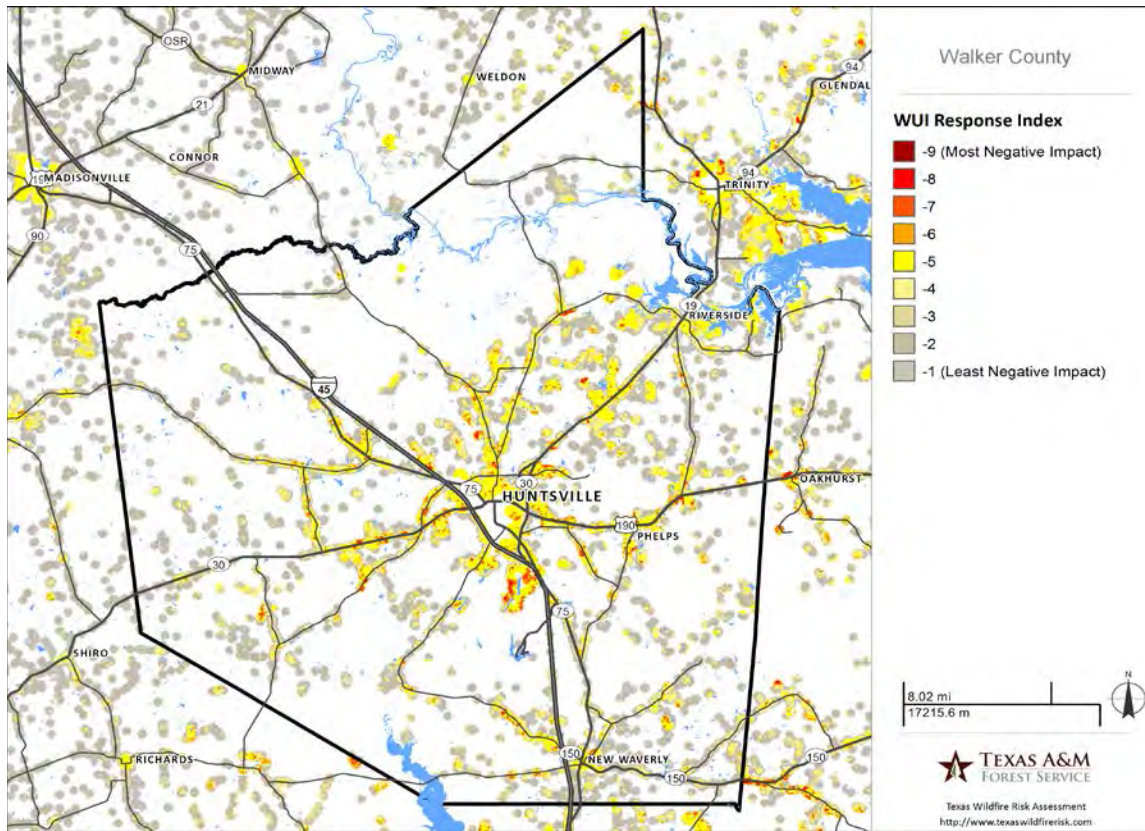 Walker County
WUI Response Index
-9 (Most Negative Impact)
-8
-7
-6
-5
-4
-3
-2
-1 (Least Negative Impact)
OSR
MIDWAY
WELDON
94
GLENDAL
21
CONNOR
MADISONVILLE
94
TRINITY
90
75
19
RIVERSIDE
45
75
30
HUNTSVILLE
OAKHURST
190
PHELPS
30
75
SHIRO
RICHARDS
150
NEW WAVERLY
150
150
N
8.02 mi
17215.6 m
TEXAS A&M
FOREST SERVICE
Texas Wildfire Risk Assessment
http://www.texaswildfirerisk.com